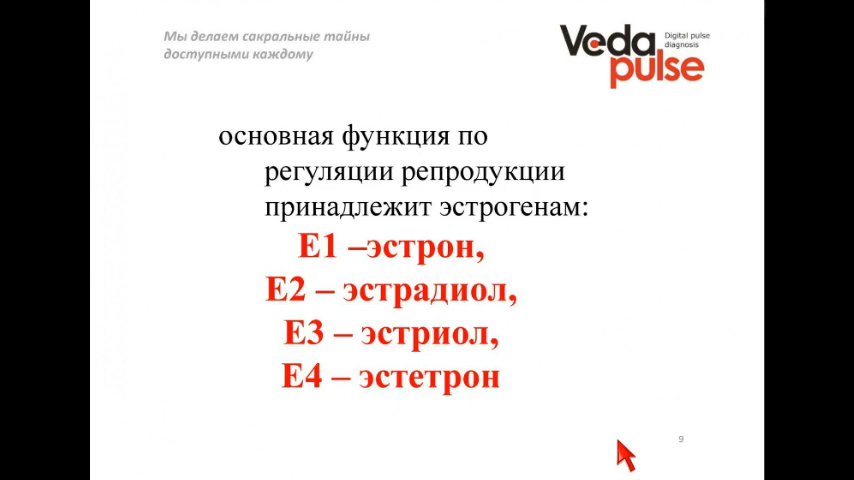 Мы делаем сакральные тайны
доступными каждому
Veda
pulse
Digital pulse
diagnosis
основная функция по
регуляции репродукции
принадлежит эстрогенам:
Е1 –эстрон,
Е2 – эстрадиол,
Е3 – эстриол,
Е4 – эстетрон
9